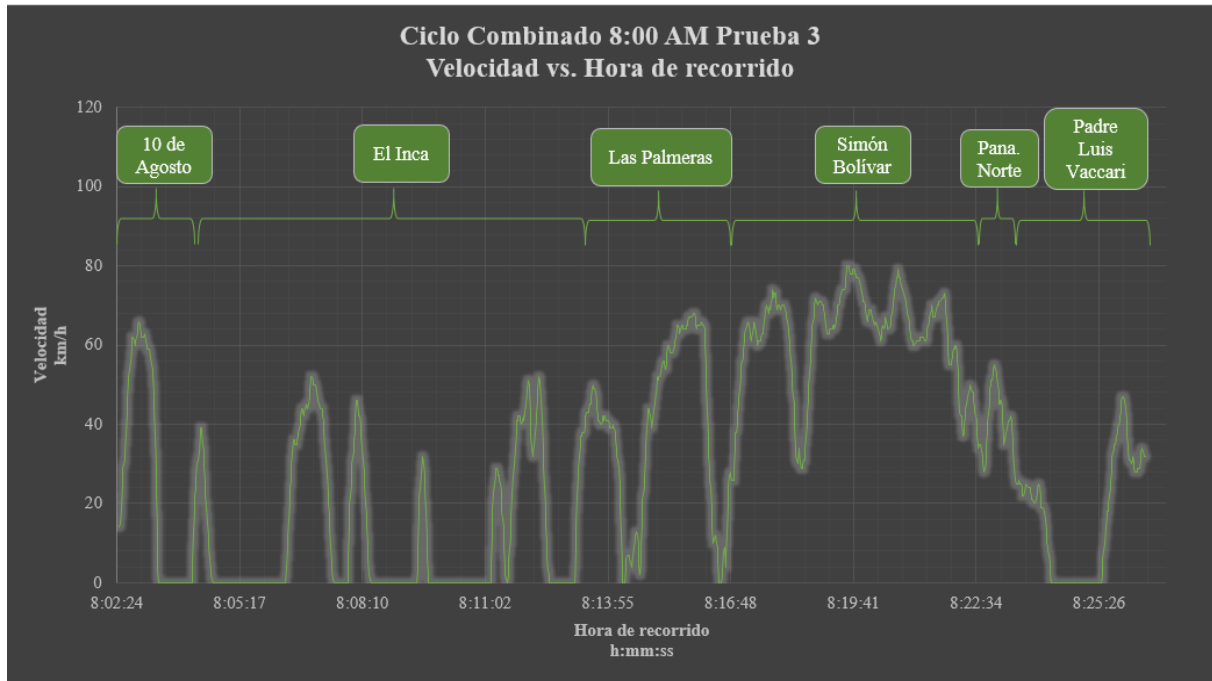 Ciclo Combinado 8:00 AM Prueba 3
Velocidad vs. Hora de recorrido
120
100
80
60
40
20
0
Velocidad
km/h
10 de
Agosto
El Inca
Las Palmeras
Simón
Bolívar
Pana.
Norte
Padre
Luis
Vaccari
8:02:24
8:05:17
8:08:10
8:11:02
8:13:55
8:16:48
8:19:41
8:22:34
8:25:26
Hora de recorrido
h:mm:ss